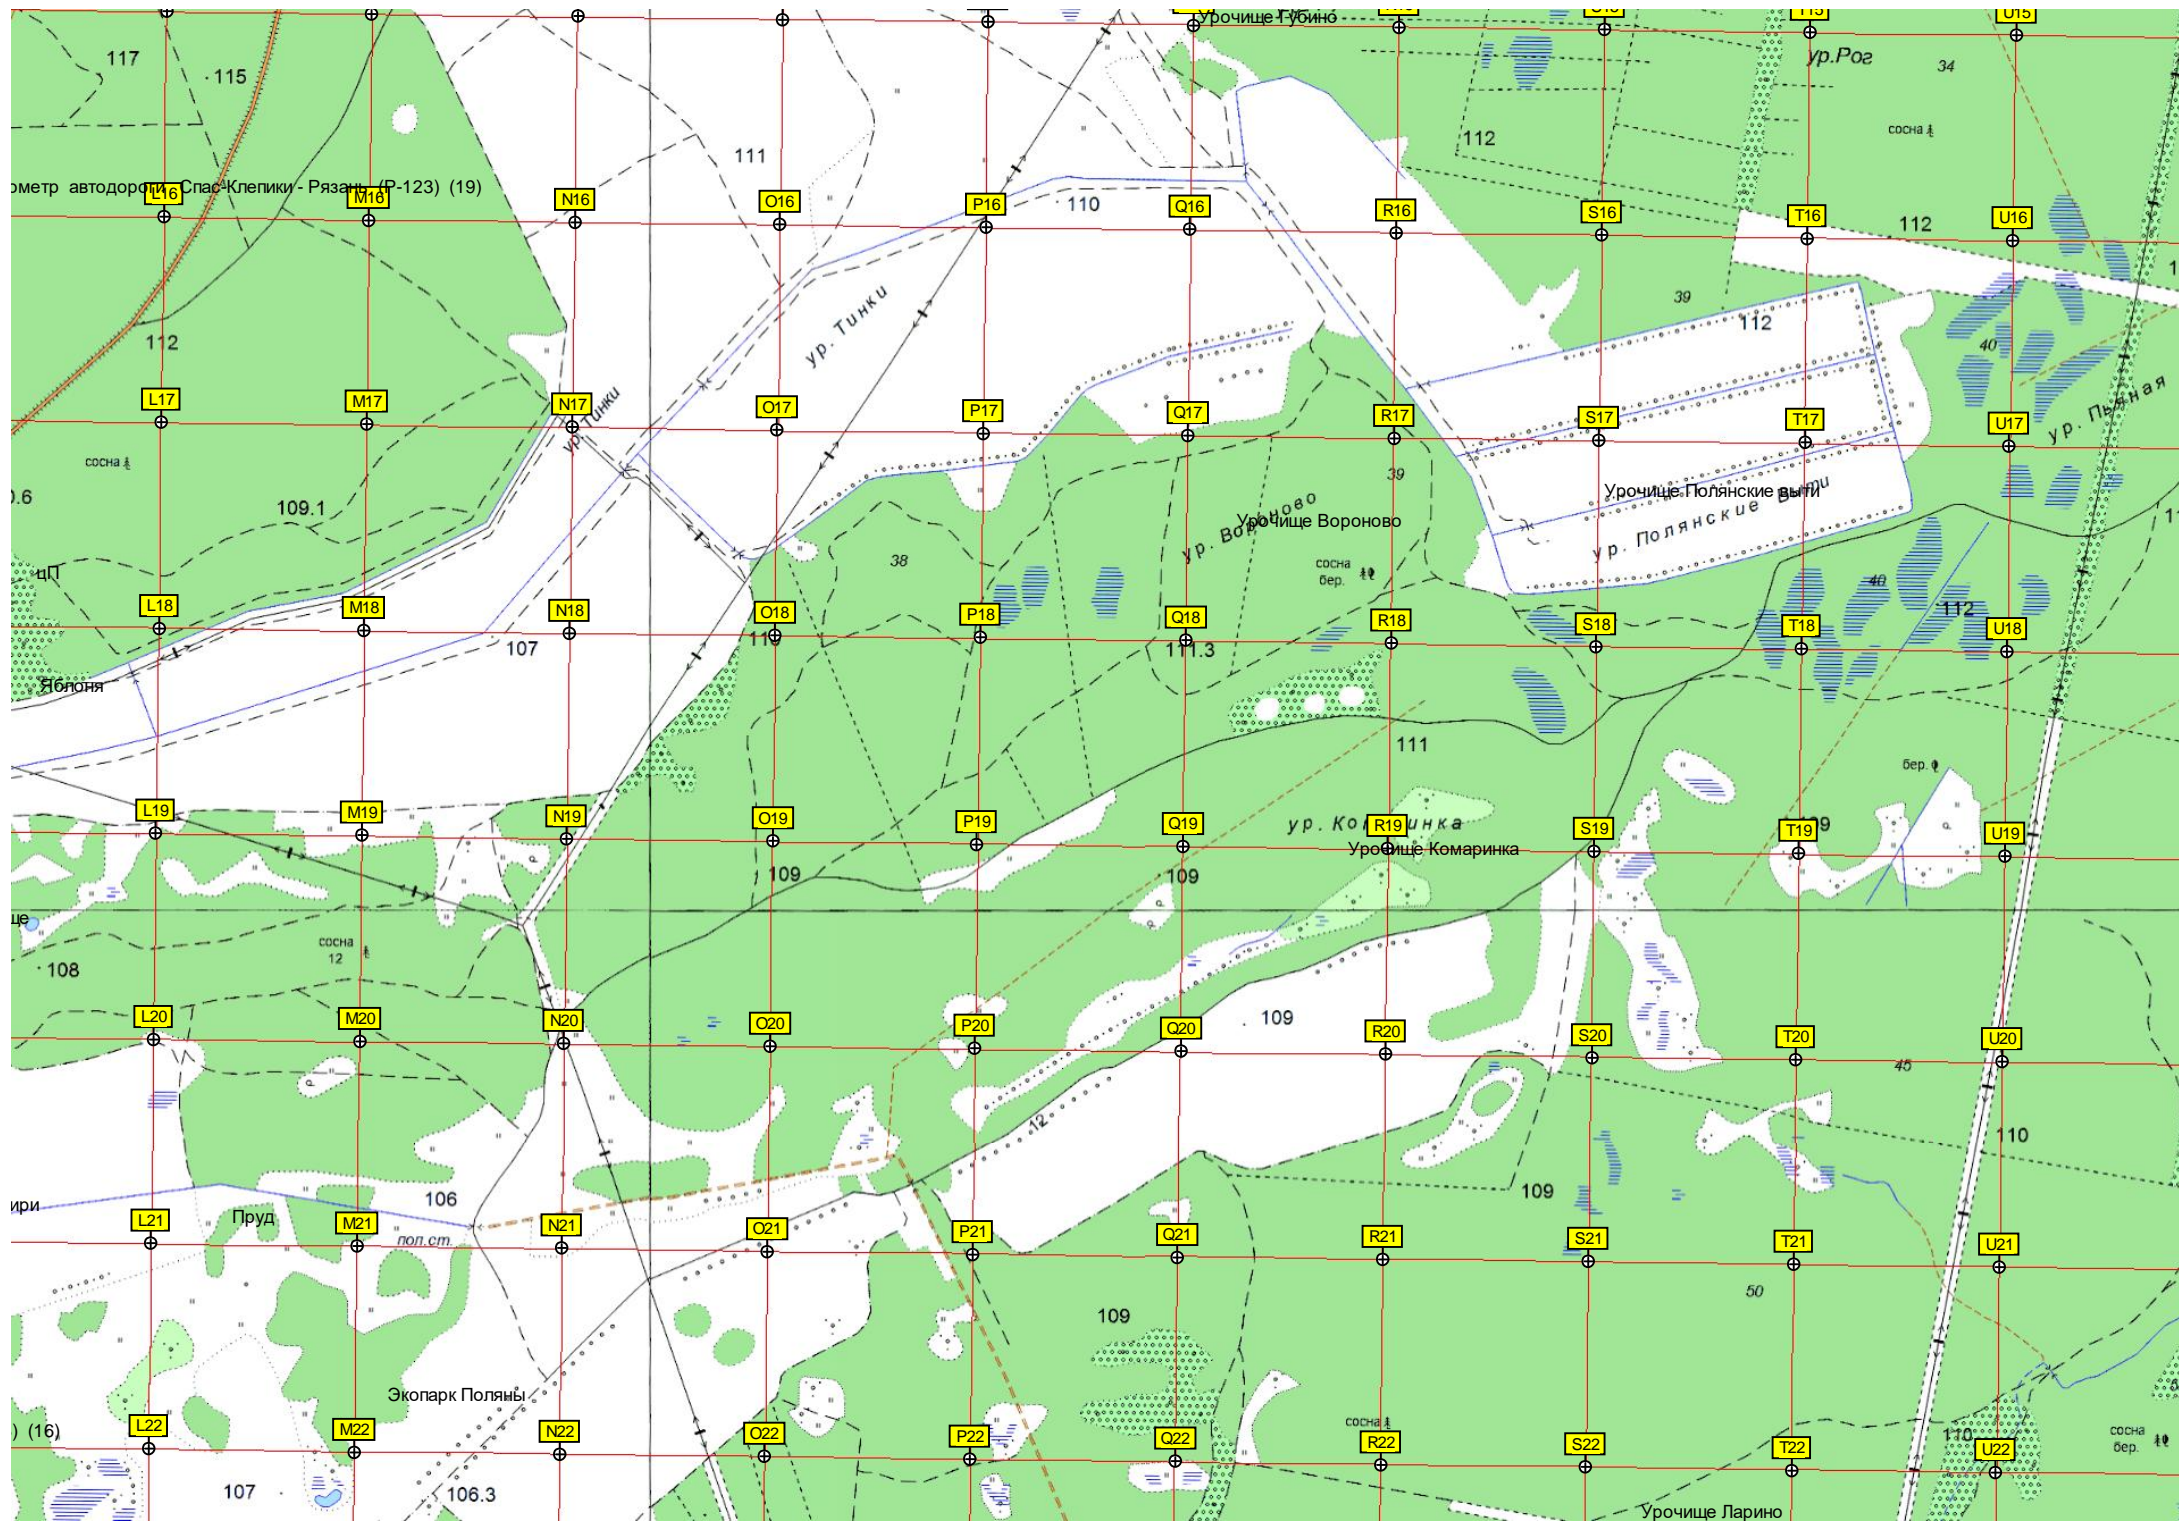 Урочище Губино
T15
U15
117
115
ур.Рог
34
112
сосна
111
ометр автодороги Спас-Клепики - Рязань (Р-123) (19)
L16
M16
N16
O16
P16
110
Q16
R16
S16
T16
112
U16
ур. Тинки
39
112
112
40
L17
M17
N17
O17
P17
Q17
R17
S17
T17
U17
ур. Тинки
ур. Пьяная
сосна
39
109.1
Урочище Полянские выти
ур. Полянские Выти
ур. Вороново
Урочище Вороново
38
сосна
бер.
цП
40
112
L18
M18
N18
O18
P18
Q18
R18
S18
T18
U18
107
111.3
Яблоня
111
бер.
L19
M19
N19
O19
P19
Q19
R19
S19
T19
U19
Урочище Комаринка
109
109
сосна
12
108
109
L20
M20
N20
O20
P20
Q20
R20
S20
T20
U20
45
12
110
109
106
ири
Пруд
L21
M21
N21
O21
P21
Q21
R21
S21
T21
U21
пол.ст.
50
109
Экопарк Поляны
) (16)
L22
M22
N22
O22
P22
Q22
R22
S22
T22
U22
сосна
110
сосна
бер.
107
106.3
Урочище Ларино